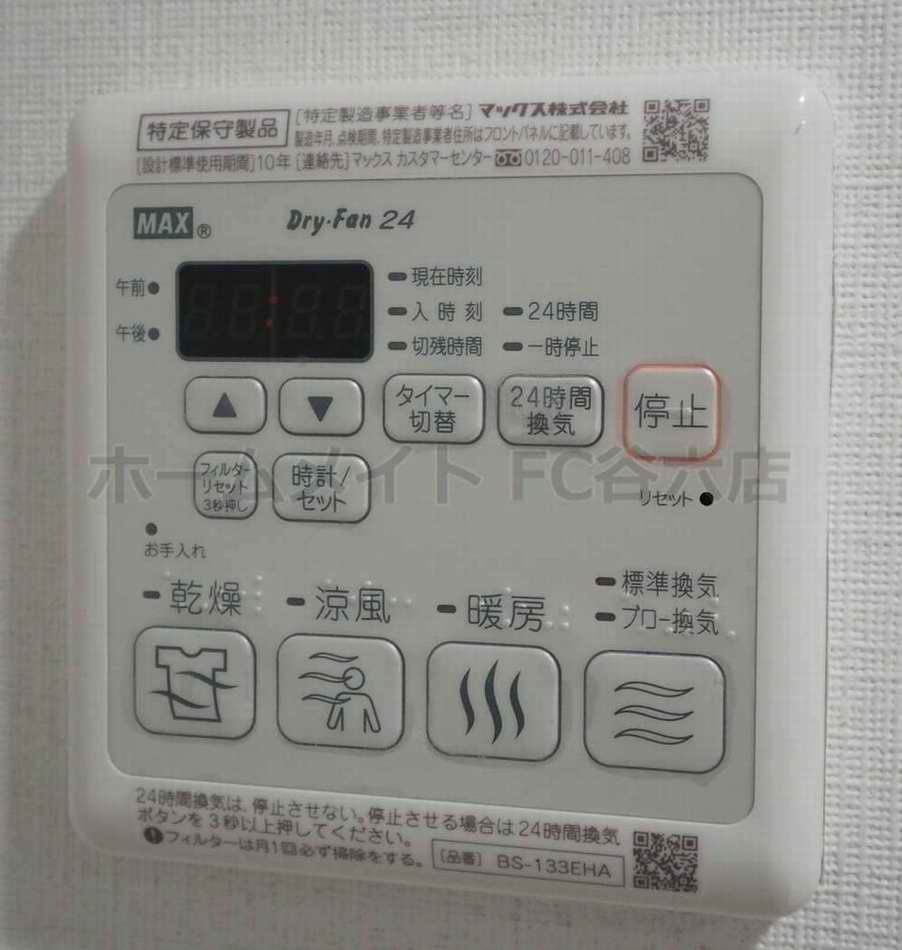 特定保守製品
[特定製造事業者等名] マックス株式会社
製造年月、点検期間、特定製造事業者住所はフロントパネルに記載しています。
[設計標準使用期間]10年 [連絡先]マックス カスタマーセンター 0120-011-408
MAX® Dry・Fan 24
午前
午後
現在時刻
入時刻 24時間
切残時間 一時停止
▲ ▼
タイマー
切替
24時間
換気
停止
フィルター
リセット
3秒押し
時計/
セット
リセット
ホームメイト FC谷六店
お手入れ
乾燥 涼風 暖房
標準換気
ブロー換気
24時間換気は、停止させない。停止させる場合は24時間換気
ボタンを3秒以上押してください。
フィルターは月1回必ず掃除をする。
[品番] BS-133EHA